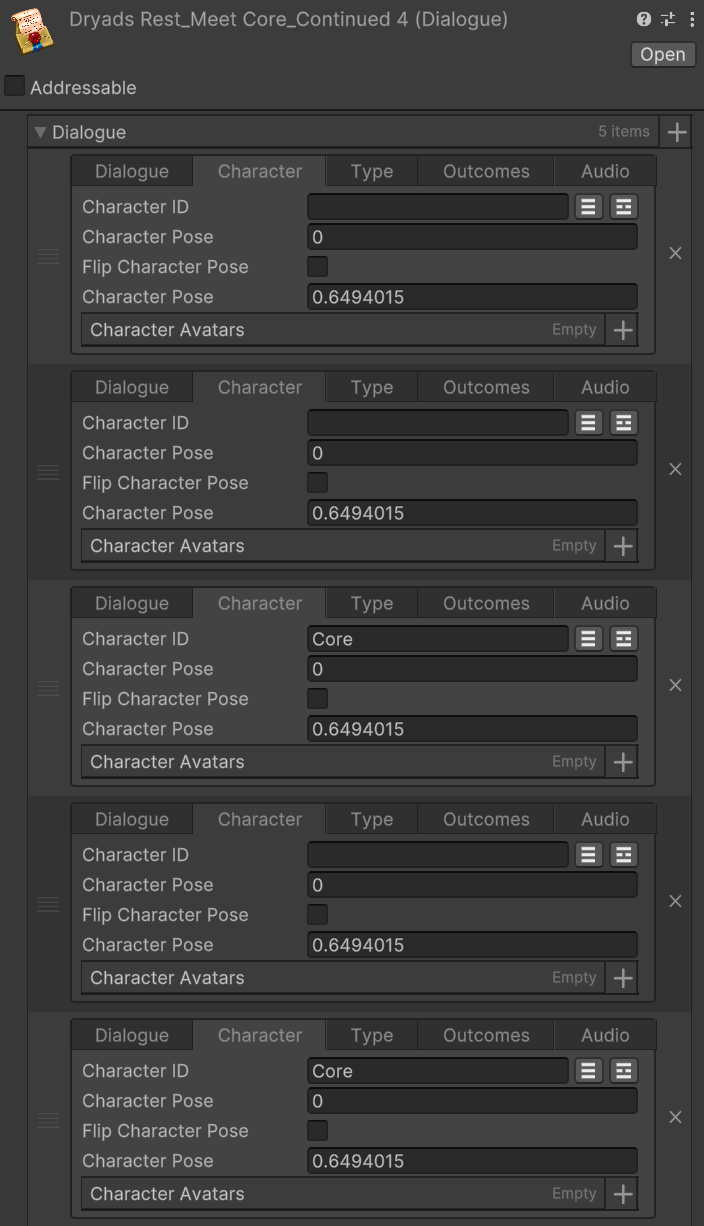 Dryads Rest_Meet Core_Continued 4 (Dialogue)
Open
Addressable
Dialogue 5 items
Dialogue Character Type Outcomes Audio
Character ID
Character Pose 0
Flip Character Pose
Character Pose 0.6494015
Character Avatars Empty
Dialogue Character Type Outcomes Audio
Character ID
Character Pose 0
Flip Character Pose
Character Pose 0.6494015
Character Avatars Empty
Dialogue Character Type Outcomes Audio
Character ID Core
Character Pose 0
Flip Character Pose
Character Pose 0.6494015
Character Avatars Empty
Dialogue Character Type Outcomes Audio
Character ID
Character Pose 0
Flip Character Pose
Character Pose 0.6494015
Character Avatars Empty
Dialogue Character Type Outcomes Audio
Character ID Core
Character Pose 0
Flip Character Pose
Character Pose 0.6494015
Character Avatars Empty